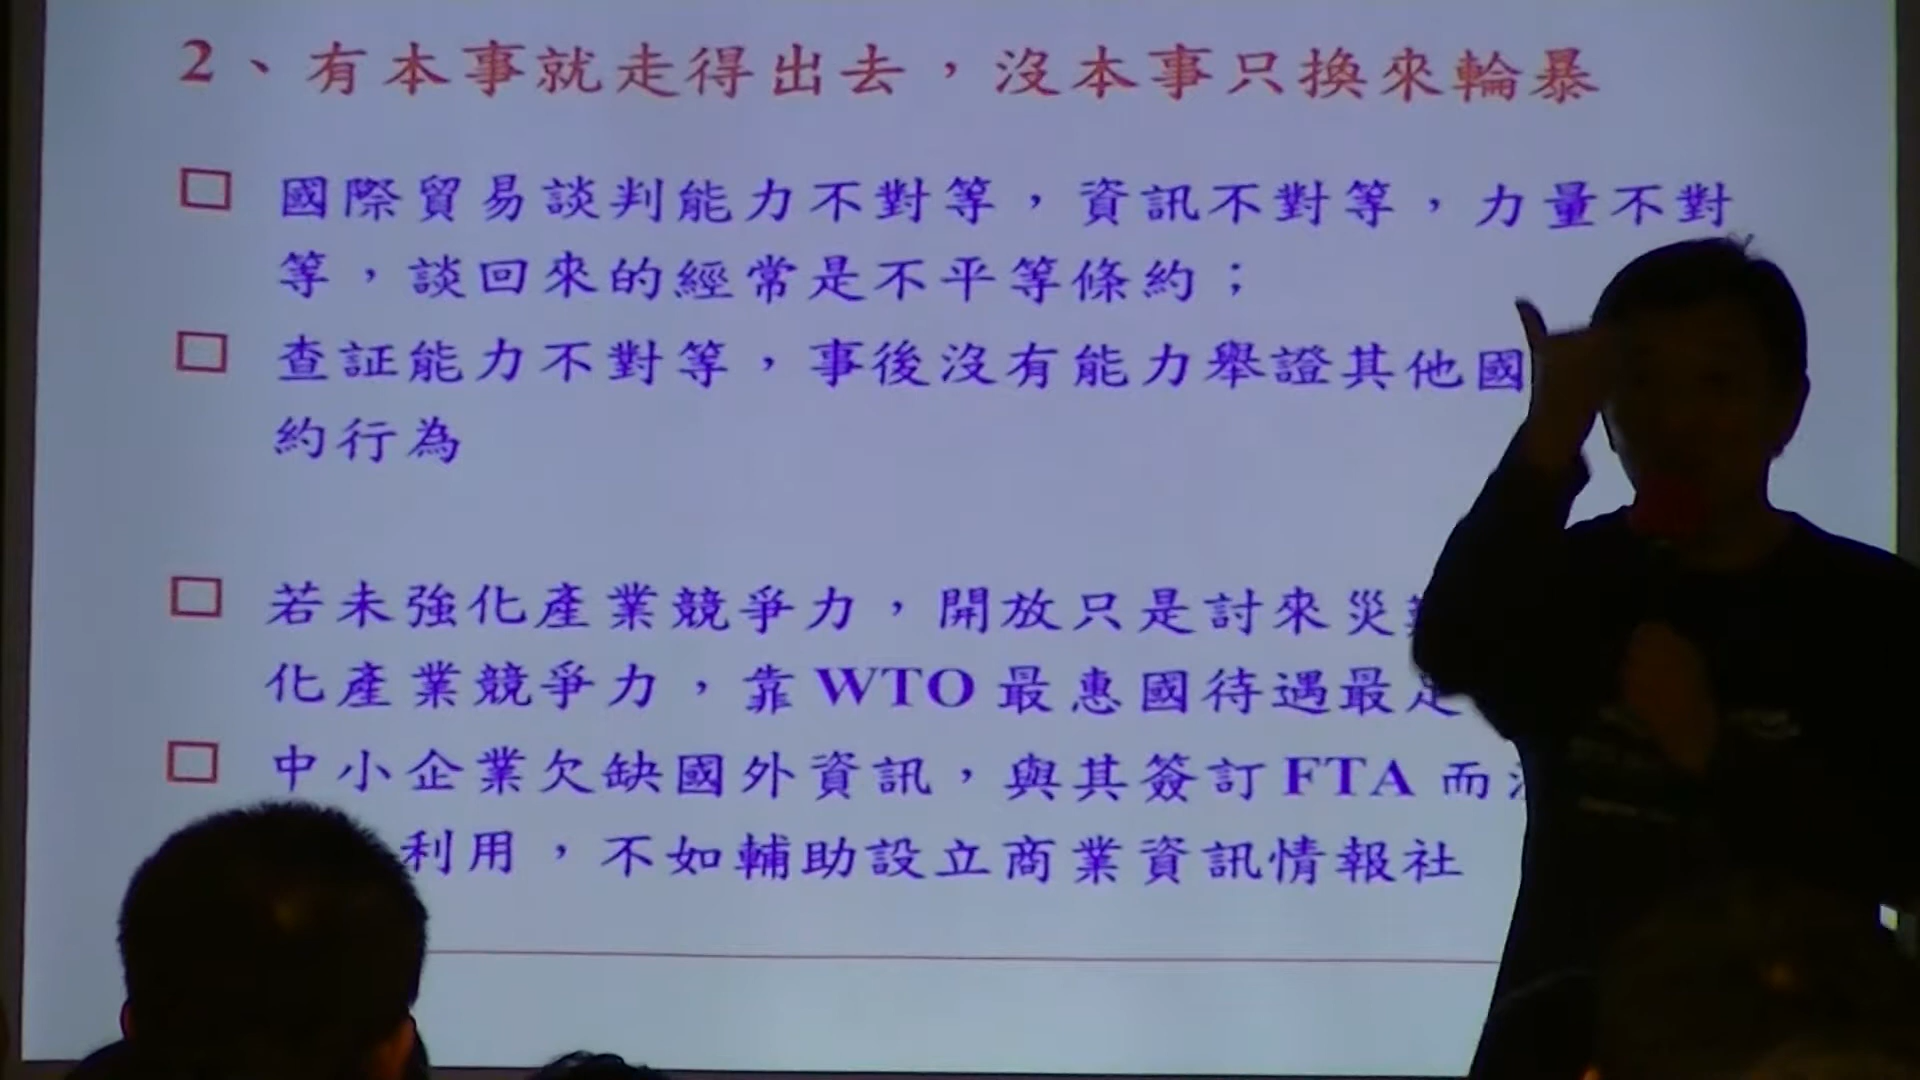 2、有本事就走得出去，沒本事只換來輪暴
國際貿易談判能力不對等，資訊不對等，力量不對
等，談回來的經常是不平等條約；
查証能力不對等，事後沒有能力舉證其他國
約行為
若未強化產業競爭力，開放只是討來災
化產業競爭力，靠WTO最惠國待遇最
中小企業欠缺國外資訊，與其簽訂FTA而
利用，不如輔助設立商業資訊情報社